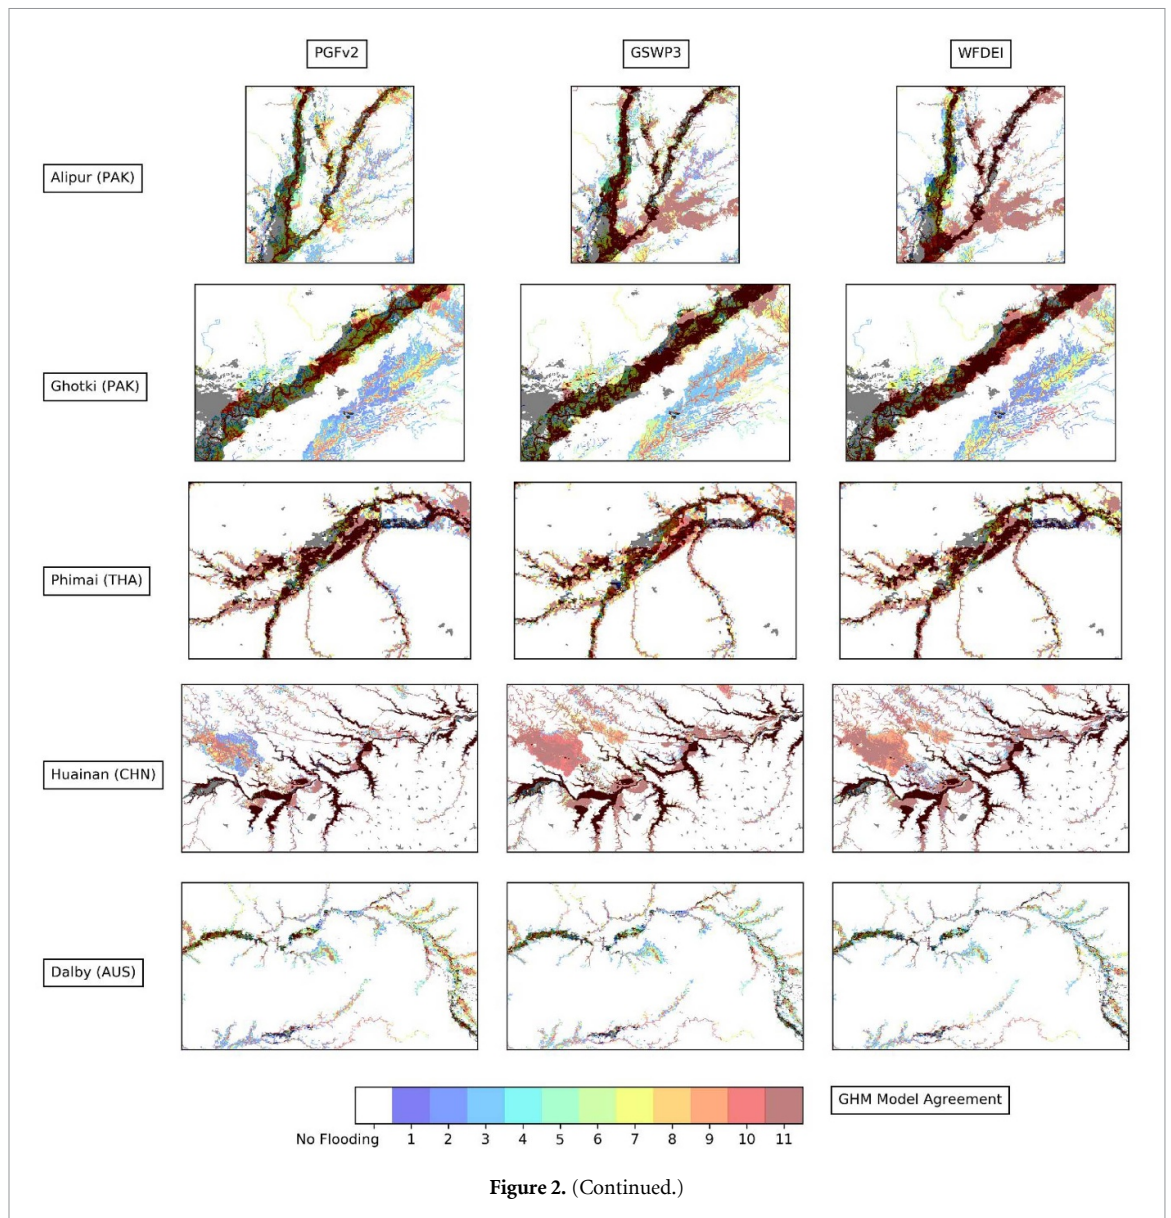 PGFv2 GSWP3 WFDEI
Alipur (PAK)
Ghotki (PAK)
Phimai (THA)
Huainan (CHN)
Dalby (AUS)
GHM Model Agreement
No Flooding 1 2 3 4 5 6 7 8 9 10 11
Figure 2. (Continued.)